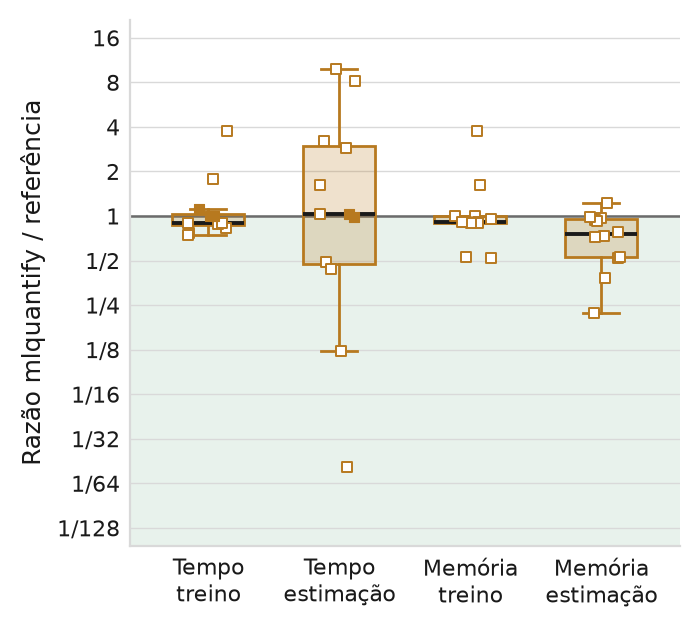 Razão mlquantify / referência
16
8
4
2
1
1/2
1/4
1/8
1/16
1/32
1/64
1/128
Tempo
treino
Tempo
estimação
Memória
treino
Memória
estimação